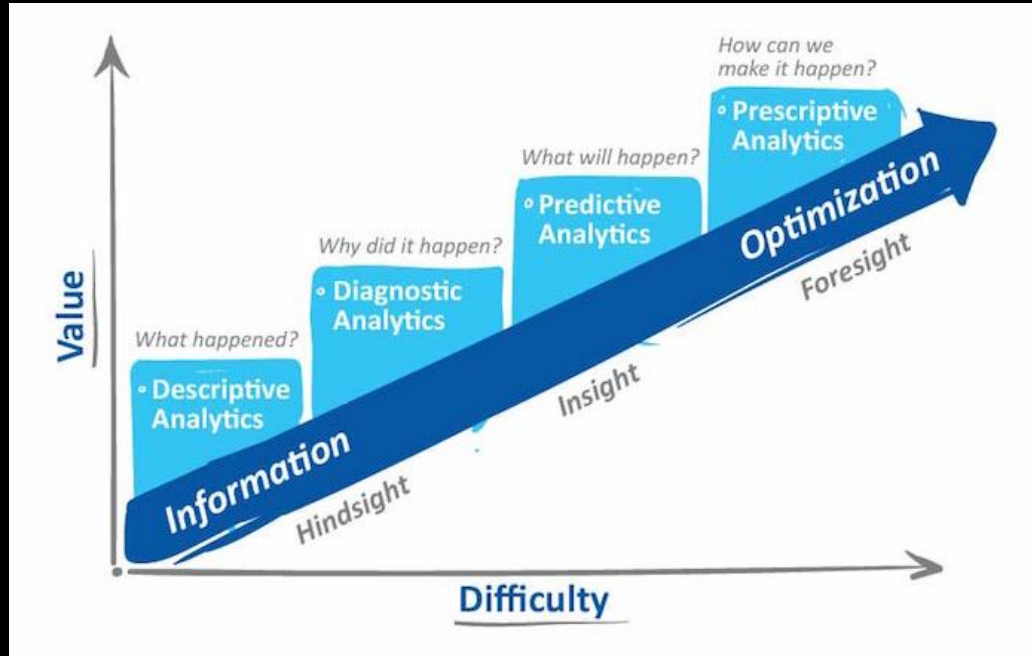 How can we
make it happen?
Prescriptive
Analytics
What will happen?
Predictive
Analytics
Why did it happen?
Diagnostic
Analytics
What happened?
Descriptive
Analytics
Value
Information
Optimization
Hindsight
Insight
Foresight
Difficulty